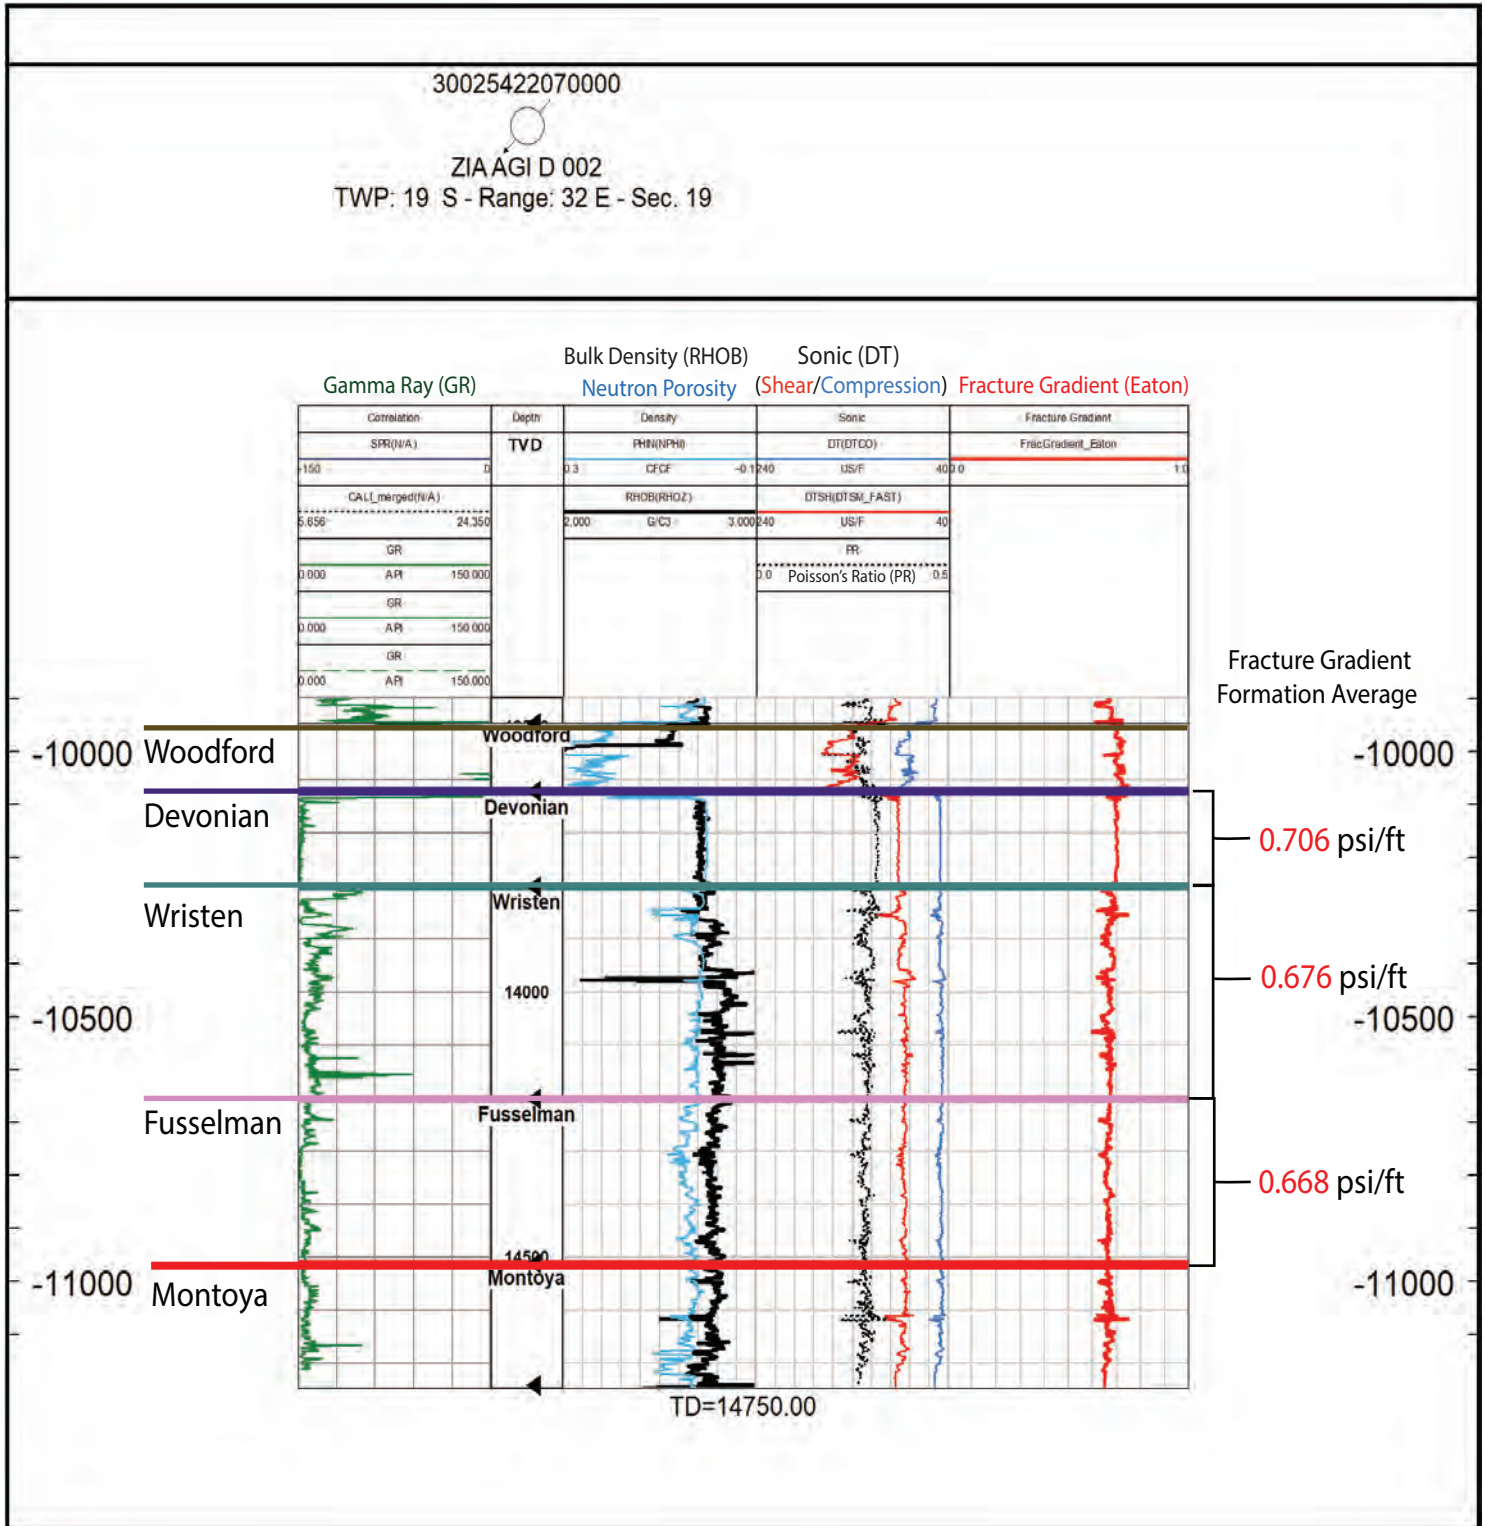 30025422070000
ZIA AGI D 002
TWP: 19 S - Range: 32 E - Sec. 19
Bulk Density (RHOB) Sonic (DT)
Gamma Ray (GR) Neutron Porosity (Shear/Compression) Fracture Gradient (Eaton)
Correlation Depth Density Sonic Fracture Gradient
SPR(N/A) TVD PHIN(NPHI) DT(DTCO) FracGradient_Eaton
-150 0 0.3 CFCF -0.1 240 US/F 40 0.0 1.0
CALI_merged(N/A) RHOB(RHOZ) DTSH(DTSM_FAST)
5.656 24.350 2.000 G/C3 3.000 240 US/F 40
GR PR
0.000 API 150.000 0.0 Poisson's Ratio (PR) 0.5
GR
0.000 API 150.000
GR
0.000 API 150.000
Fracture Gradient
Formation Average
Woodford
-10000 Woodford -10000
Devonian
Devonian
0.706 psi/ft
Wristen
Wristen
0.676 psi/ft
14000
-10500 -10500
Fusselman
Fusselman
0.668 psi/ft
14500
Montoya
-11000 -11000
Montoya
TD=14750.00